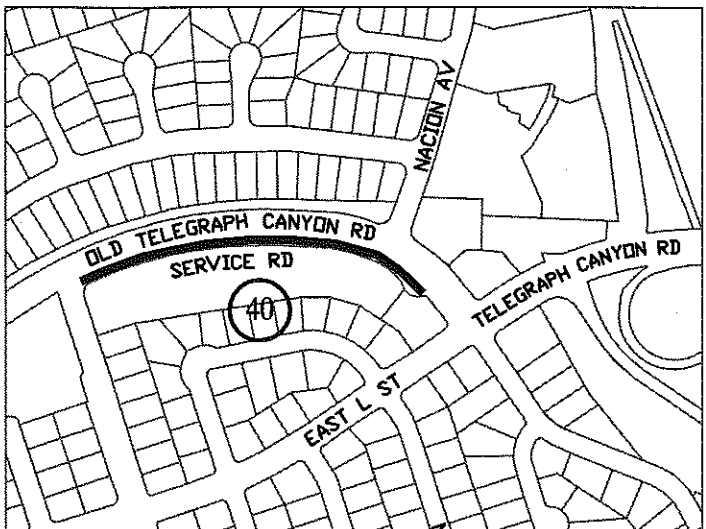 NACION AV
OLD TELEGRAPH CANYON RD
SERVICE RD
TELEGRAPH CANYON RD
40
EAST L ST